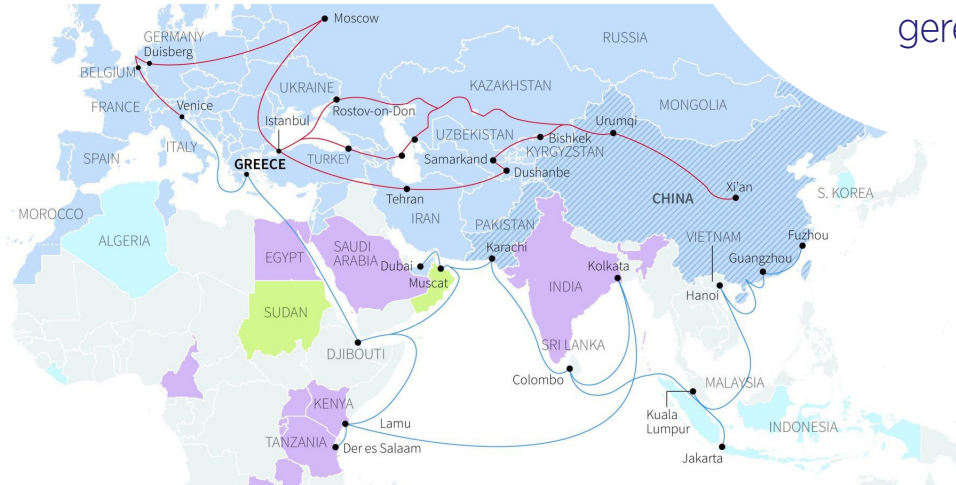 gere
Moscow
GERMANY
Duisberg
RUSSIA
BELGIUM
UKRAINE
KAZAKHSTAN
FRANCE
Venice
Rostov-on-Don
MONGOLIA
Istanbul
Urumqi
ITALY
UZBEKISTAN
Bishkek
SPAIN
GREECE
TURKEY
Samarkand
KYRGYZSTAN
Dushanbe
Tehran
Xi'an
CHINA
S. KOREA
MOROCCO
IRAN
PAKISTAN
ALGERIA
SAUDI
ARABIA
Karachi
VIETNAM
Fuzhou
EGYPT
Dubai
Kolkata
Guangzhou
Muscat
INDIA
Hanoi
SUDAN
DJIBOUTI
SRI LANKA
Colombo
MALAYSIA
KENYA
Lamu
Kuala
Lumpur
INDONESIA
TANZANIA
Der es Salaam
Jakarta